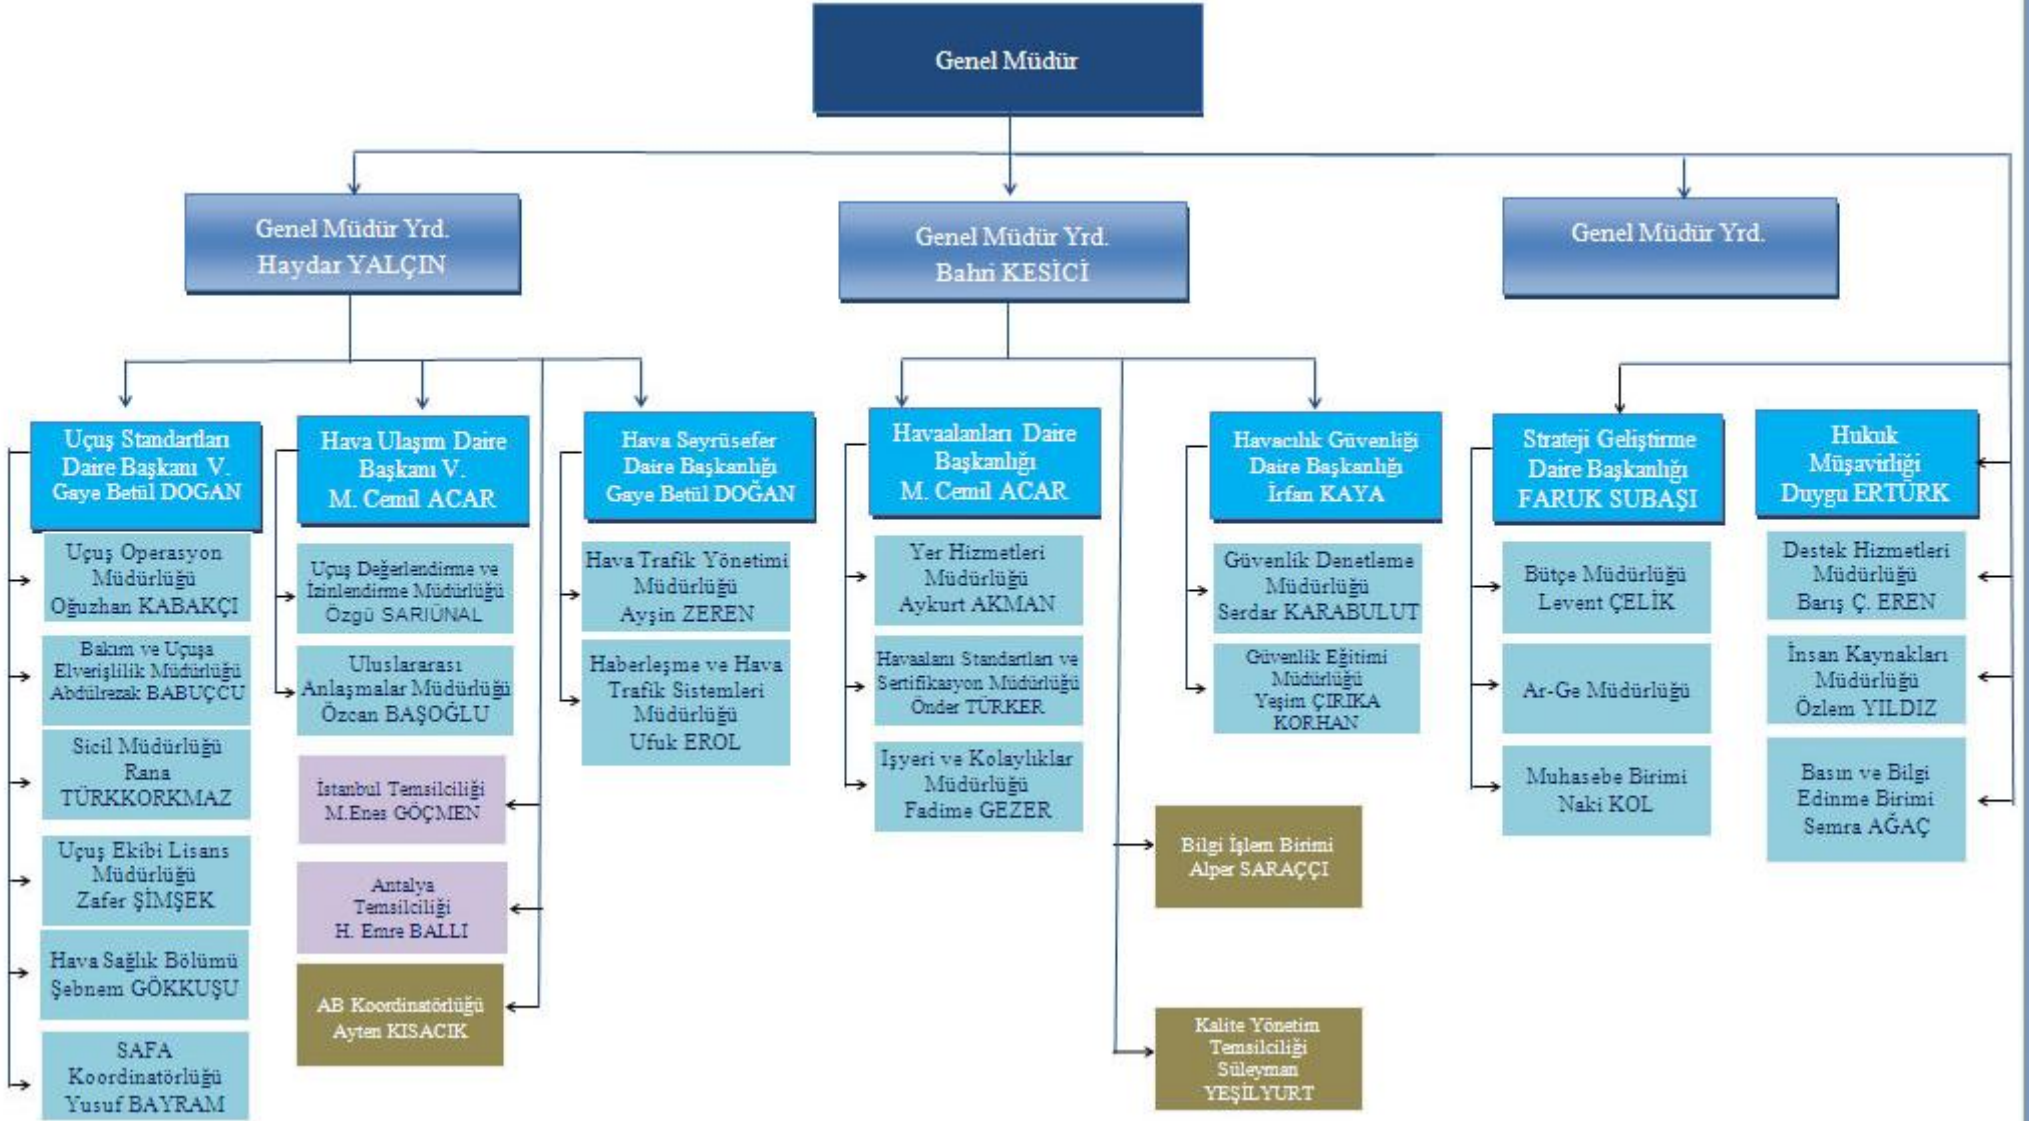 Genel Müdür
Genel Müdür Yrd.
Haydar YALÇIN
Genel Müdür Yrd.
Bahri KESİCİ
Genel Müdür Yrd.
Uçuş Standartları
Daire Başkanı V.
Gaye Betül DOGAN
Hava Ulaşım Daire
Başkanı V.
M. Cemil ACAR
Hava Seyrüsefer
Daire Başkanlığı
Gaye Betül DOĞAN
Havaalanları Daire
Başkanlığı
M. Cemil ACAR
Havacılık Güvenliği
Daire Başkanlığı
İrfan KAYA
Strateji Geliştirme
Daire Başkanlığı
FARUK SUBAŞI
Hukuk
Müşavirliği
Duygu ERTÜRK
Uçuş Operasyon
Müdürlüğü
Oğuzhan KABAKÇI
Bakım ve Uçuşa
Elverişlilik Müdürlüğü
Abdülrezak BABUÇCU
Sicil Müdürlüğü
Rana
TÜRKKORKMAZ
Uçuş Ekibi Lisans
Müdürlüğü
Zafer ŞİMŞEK
Hava Sağlık Bölümü
Şebnem GÖKKUŞU
SAFA
Koordinatörlüğü
Yusuf BAYRAM
Uçuş Değerlendirme ve
İzinlendirme Müdürlüğü
Özgü SARIÜNAL
Uluslararası
Anlaşmalar Müdürlüğü
Özcan BAŞOĞLU
İstanbul Temsilciliği
M.Enes GÖÇMEN
Antalya
Temsilciliği
H. Emre BALLI
AB Koordinatörlüğü
Ayten KISACIK
Hava Trafik Yönetimi
Müdürlüğü
Ayşin ZEREN
Haberleşme ve Hava
Trafik Sistemleri
Müdürlüğü
Ufuk EROL
Yer Hizmetleri
Müdürlüğü
Aykurt AKMAN
Havaalanı Standartları ve
Sertifikasyon Müdürlüğü
Önder TÜRKER
Işyeri ve Kolaylıklar
Müdürlüğü
Fadime GEZER
Güvenlik Denetleme
Müdürlüğü
Serdar KARABULUT
Güvenlik Eğitimi
Müdürlüğü
Yeşim ÇIRIKA
KORHAN
Bilgi İşlem Birimi
Alper SARAÇÇI
Kalite Yönetim
Temsilciliği
Süleyman
YEŞİLYURT
Bütçe Müdürlüğü
Levent ÇELİK
Ar-Ge Müdürlüğü
Muhasebe Birimi
Naki KOL
Destek Hizmetleri
Müdürlüğü
Barış Ç. EREN
İnsan Kaynakları
Müdürlüğü
Özlem YILDIZ
Basın ve Bilgi
Edinme Birimi
Semra AĞAÇ